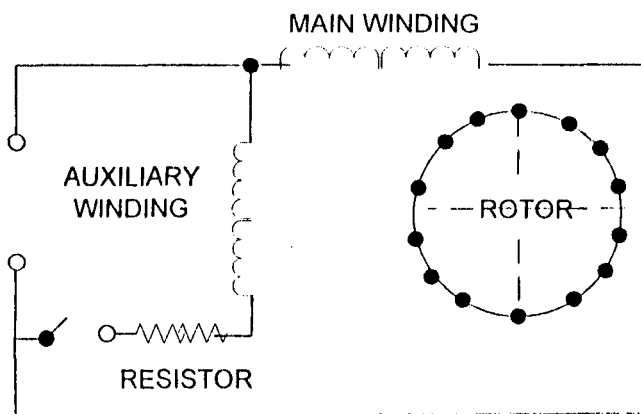 MAIN WINDING
AUXILIARY
WINDING
ROTOR
RESISTOR